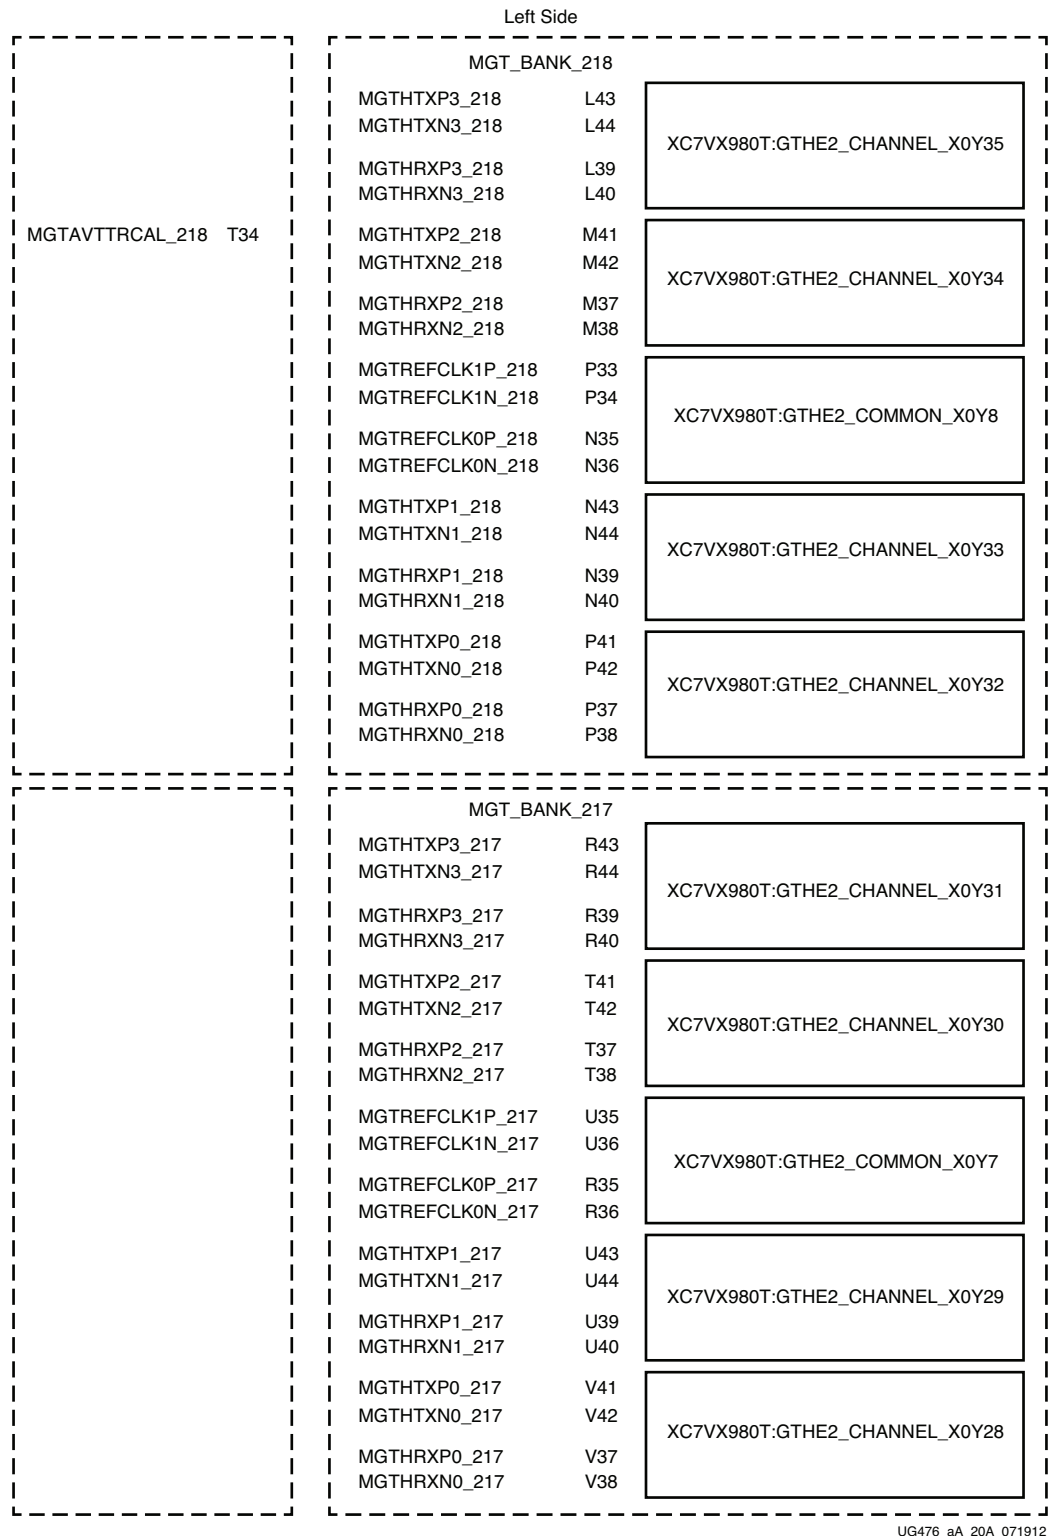 Left Side
MGT_BANK_218
MGTHTXP3_218 L43
MGTHTXN3_218 L44
XC7VX980T:GTHE2_CHANNEL_X0Y35
MGTHRXP3_218 L39
MGTHRXN3_218 L40
MGTAVTTRCAL_218 T34
MGTHTXP2_218 M41
MGTHTXN2_218 M42
XC7VX980T:GTHE2_CHANNEL_X0Y34
MGTHRXP2_218 M37
MGTHRXN2_218 M38
MGTREFCLK1P_218 P33
MGTREFCLK1N_218 P34
XC7VX980T:GTHE2_COMMON_X0Y8
MGTREFCLK0P_218 N35
MGTREFCLK0N_218 N36
MGTHTXP1_218 N43
MGTHTXN1_218 N44
XC7VX980T:GTHE2_CHANNEL_X0Y33
MGTHRXP1_218 N39
MGTHRXN1_218 N40
MGTHTXP0_218 P41
MGTHTXN0_218 P42
XC7VX980T:GTHE2_CHANNEL_X0Y32
MGTHRXP0_218 P37
MGTHRXN0_218 P38
MGT_BANK_217
MGTHTXP3_217 R43
MGTHTXN3_217 R44
XC7VX980T:GTHE2_CHANNEL_X0Y31
MGTHRXP3_217 R39
MGTHRXN3_217 R40
MGTHTXP2_217 T41
MGTHTXN2_217 T42
XC7VX980T:GTHE2_CHANNEL_X0Y30
MGTHRXP2_217 T37
MGTHRXN2_217 T38
MGTREFCLK1P_217 U35
MGTREFCLK1N_217 U36
XC7VX980T:GTHE2_COMMON_X0Y7
MGTREFCLK0P_217 R35
MGTREFCLK0N_217 R36
MGTHTXP1_217 U43
MGTHTXN1_217 U44
XC7VX980T:GTHE2_CHANNEL_X0Y29
MGTHRXP1_217 U39
MGTHRXN1_217 U40
MGTHTXP0_217 V41
MGTHTXN0_217 V42
XC7VX980T:GTHE2_CHANNEL_X0Y28
MGTHRXP0_217 V37
MGTHRXN0_217 V38
UG476_aA_20A_071912